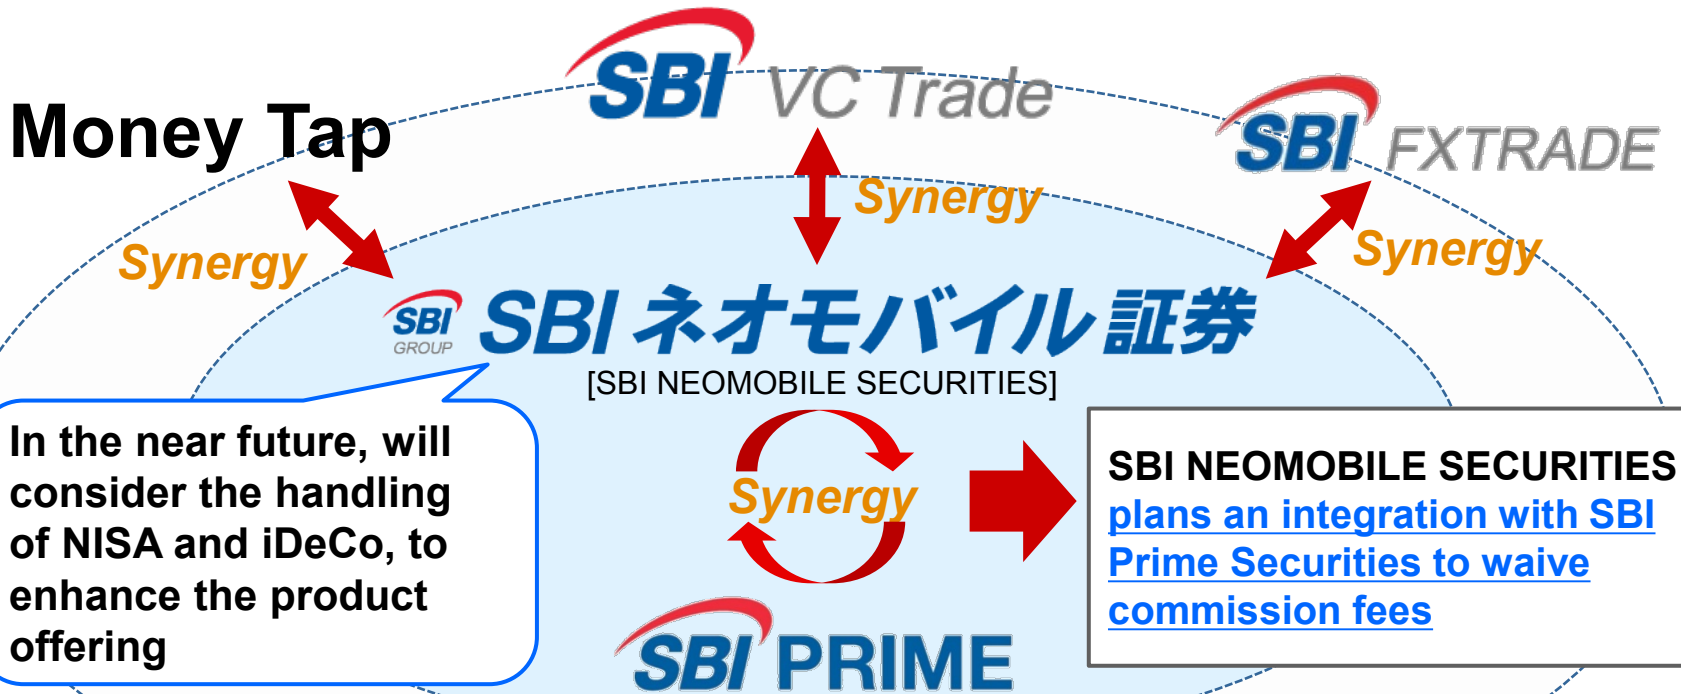 SBI VC Trade
Money Tap
SBI FXTRADE
Synergy
Synergy
Synergy
SBI GROUP
SBI ネオモバイル証券
[SBI NEOMOBILE SECURITIES]
In the near future, will
consider the handling
of NISA and iDeCo, to
enhance the product
offering
Synergy
SBI NEOMOBILE SECURITIES
plans an integration with SBI
Prime Securities to waive
commission fees
SBI PRIME